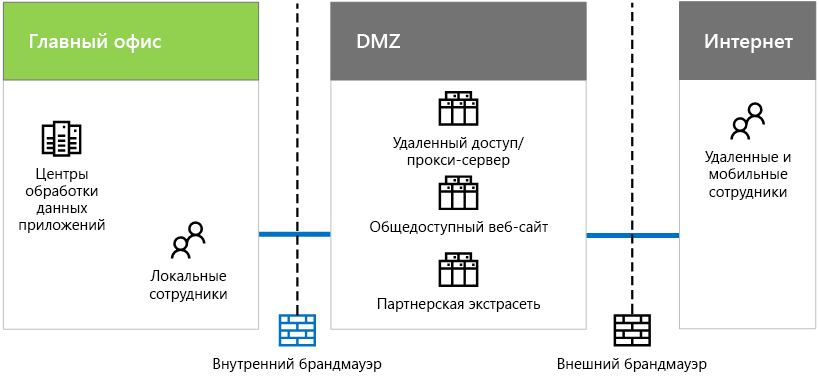 Главный офис
DMZ
Интернет
Центры
обработки
данных
приложений
Локальные
сотрудники
Удаленный доступ/
прокси-сервер
Общедоступный веб-сайт
Партнерская экстрасеть
Удаленные и
мобильные
сотрудники
Внутренний брандмауэр
Внешний брандмауэр